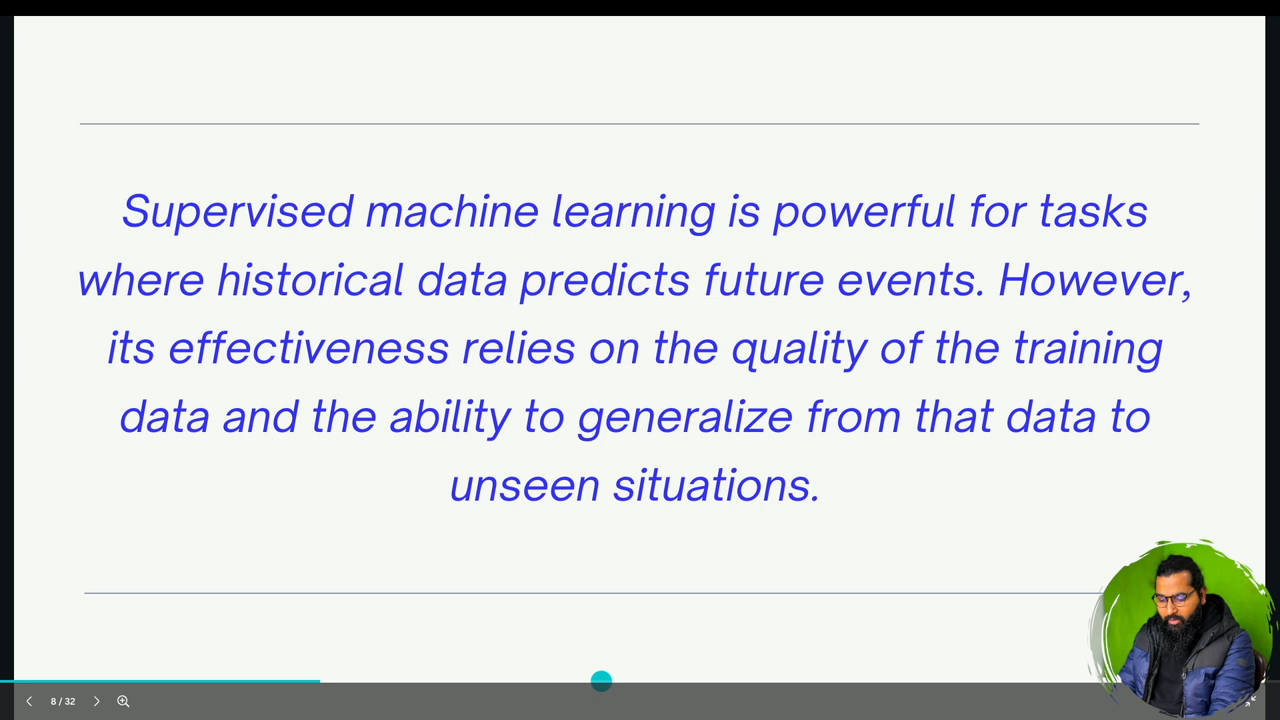 Supervised machine learning is powerful for tasks
where historical data predicts future events. However,
its effectiveness relies on the quality of the training
data and the ability to generalize from that data to
unseen situations.
8 / 32